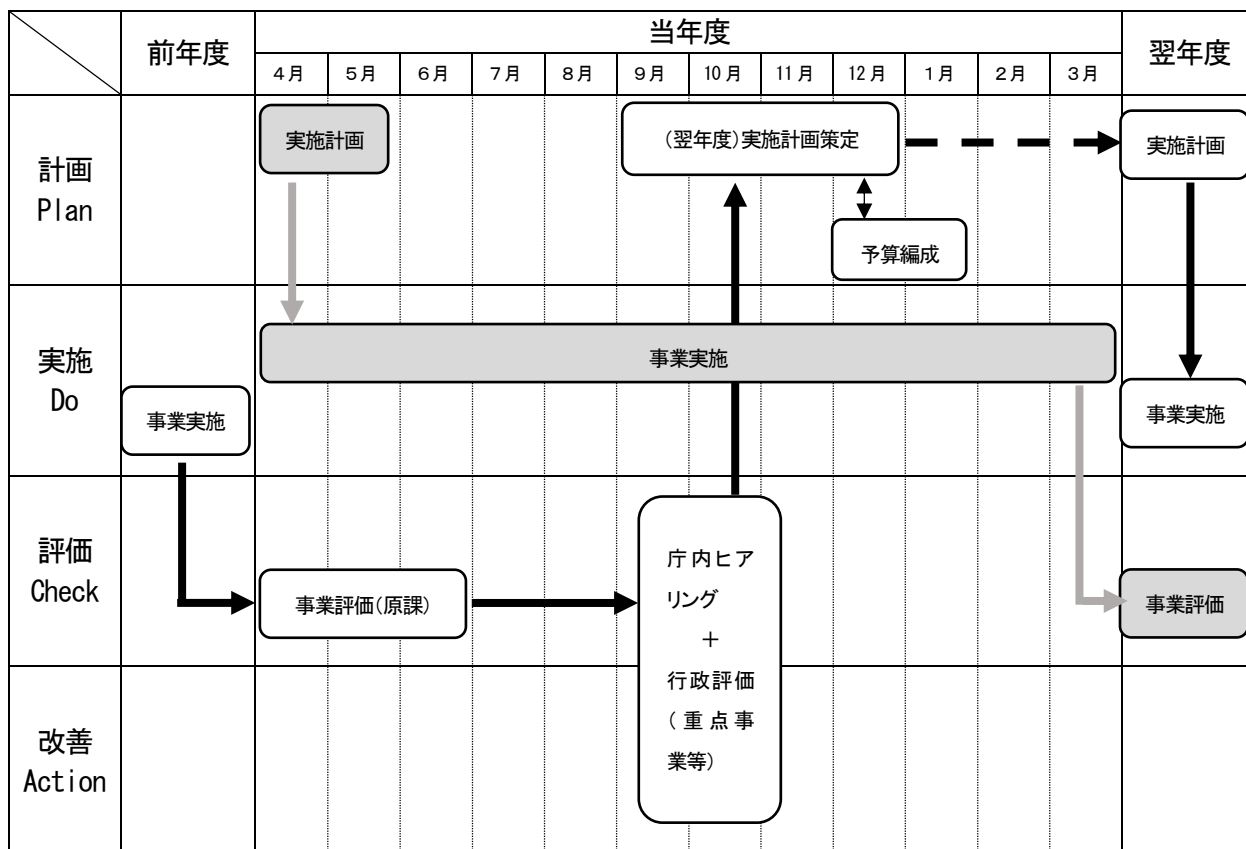 前年度
当年度
翌年度
4月
5月
6月
7月
8月
9月
10月
11月
12月
1月
2月
3月
計画
Plan
実施計画
(翌年度)実施計画策定
実施計画
予算編成
実施
Do
事業実施
事業実施
事業実施
評価
Check
事業評価(原課)
庁内ヒア
リング
+
行政評価
(重点事
業等)
事業評価
改善
Action